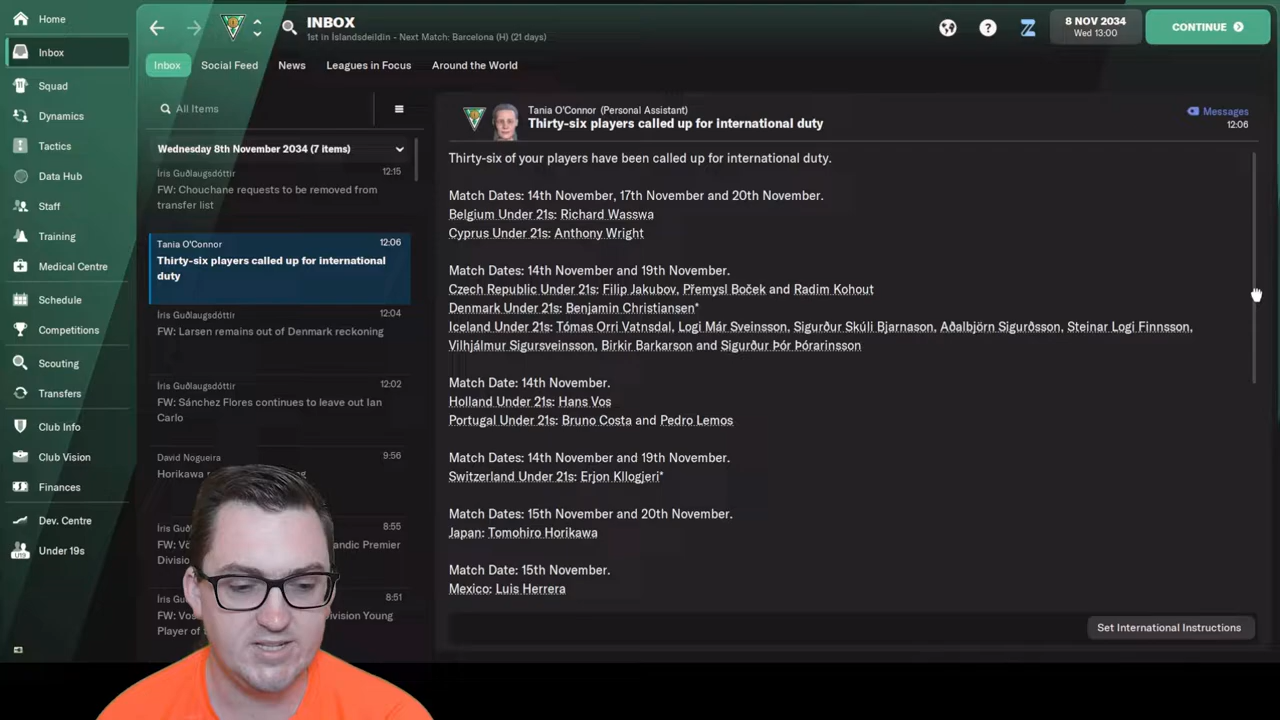 Home
Inbox
Squad
Dynamics
Tactics
Data Hub
Staff
Training
Medical Centre
Schedule
Competitions
Scouting
Transfers
Club Info
Club Vision
Finances
Dev. Centre
Under 19s
INBOX
1st in Íslandsdeildin - Next Match: Barcelona (H) (21 days)
8 NOV 2034
Wed 13:00
CONTINUE
Inbox
Social Feed
News
Leagues in Focus
Around the World
All Items
Wednesday 8th November 2034 (7 items)
Íris Guðlaugsdóttir
12:15
FW: Chouchane requests to be removed from
transfer list
Tania O'Connor
12:06
Thirty-six players called up for international
duty
Íris Guðlaugsdóttir
12:04
FW: Larsen remains out of Denmark reckoning
Íris Guðlaugsdóttir
12:02
FW: Sánchez Flores continues to leave out Ian
Carlo
David Nogueira
9:56
Horikawa
8:55
Premier
Division
8:51
FW: Vos
Division Young
Player of
Tania O'Connor (Personal Assistant)
Thirty-six players called up for international duty
Messages
12:06
Thirty-six of your players have been called up for international duty.
Match Dates: 14th November, 17th November and 20th November.
Belgium Under 21s: Richard Wasswa
Cyprus Under 21s: Anthony Wright
Match Dates: 14th November and 19th November.
Czech Republic Under 21s: Filip Jakubov, Přemysl Boček and Radim Kohout
Denmark Under 21s: Benjamin Christiansen*
Iceland Under 21s: Tómas Orri Vatnsdal, Logi Már Sveinsson, Sigurður Skúli Bjarnason, Aðalbjörn Sigurðsson, Steinar Logi Finnsson,
Vilhjálmur Sigursveinsson, Birkir Barkarson and Sigurður Þór Þórarinsson
Match Date: 14th November.
Holland Under 21s: Hans Vos
Portugal Under 21s: Bruno Costa and Pedro Lemos
Match Dates: 14th November and 19th November.
Switzerland Under 21s: Erjon Kllogjeri*
Match Dates: 15th November and 20th November.
Japan: Tomohiro Horikawa
Match Date: 15th November.
Mexico: Luis Herrera
Set International Instructions